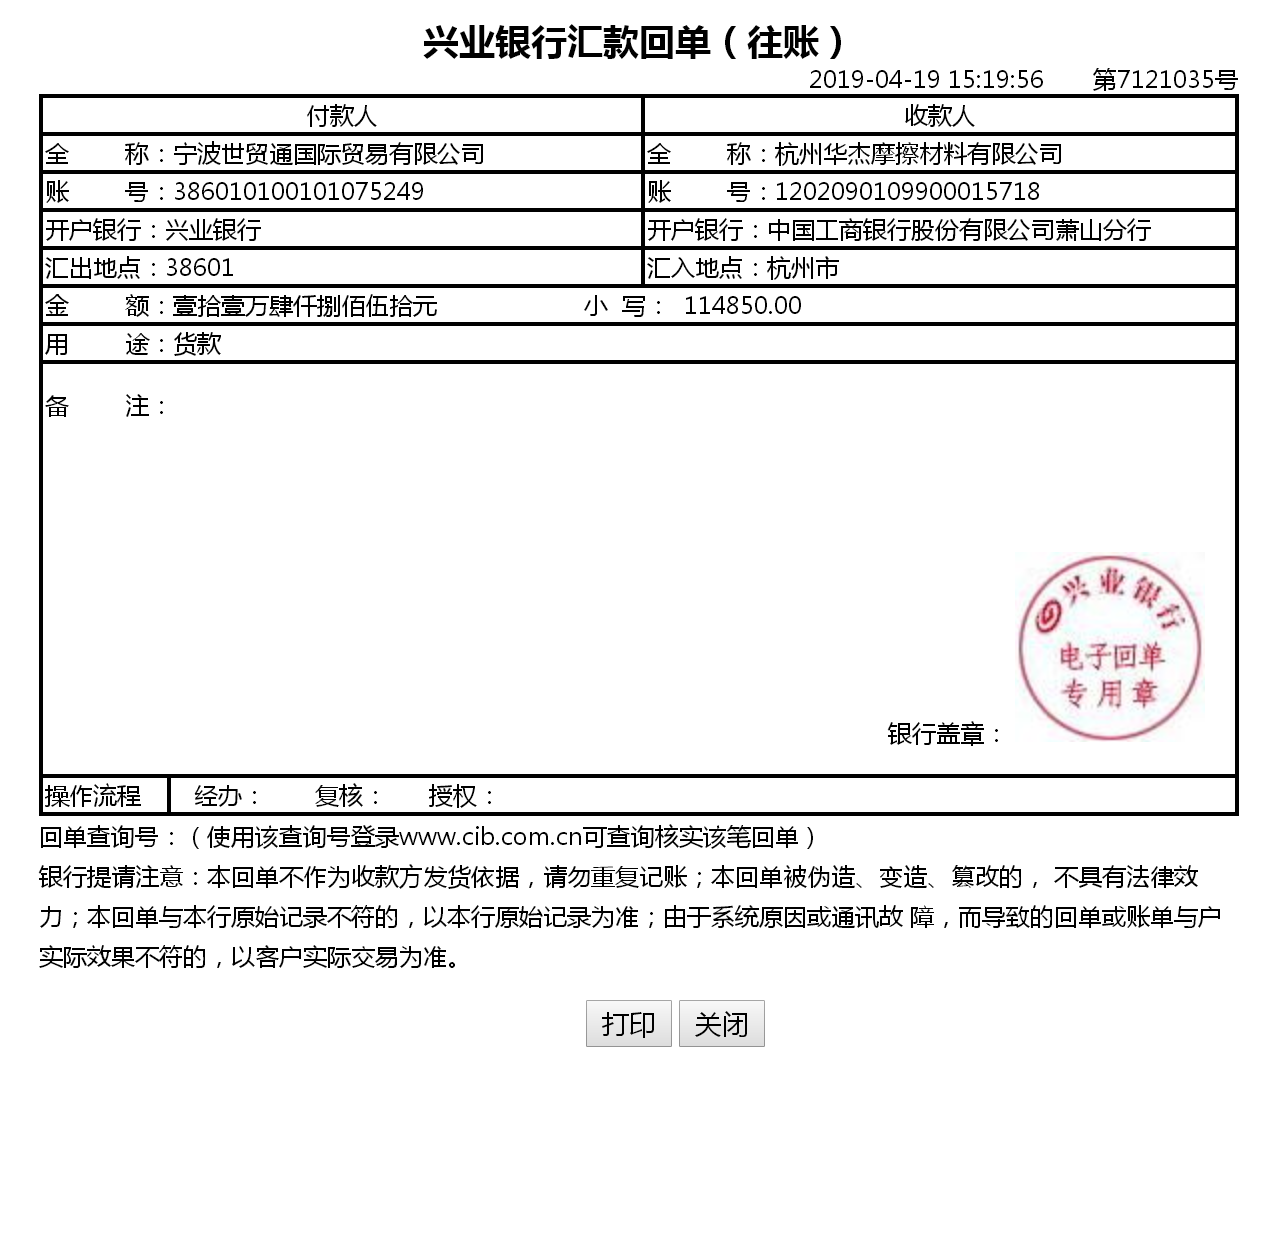 兴业银行汇款回单（往账）
2019-04-19 15:19:56 第7121035号
付款人 收款人
全 称：宁波世贸通国际贸易有限公司 全 称：杭州华杰摩擦材料有限公司
账 号：386010100101075249 账 号：1202090109900015718
开户银行：兴业银行 开户银行：中国工商银行股份有限公司萧山分行
汇出地点：38601 汇入地点：杭州市
金 额：壹拾壹万肆仟捌佰伍拾元 小 写： 114850.00
用 途：货款
备 注：
兴业银行
电子回单
专用章
银行盖章：
操作流程 经办： 复核： 授权：
回单查询号：（使用该查询号登录www.cib.com.cn可查询核实该笔回单）
银行提请注意：本回单不作为收款方发货依据，请勿重复记账；本回单被伪造、变造、篡改的， 不具有法律效
力；本回单与本行原始记录不符的，以本行原始记录为准；由于系统原因或通讯故 障，而导致的回单或账单与户
实际效果不符的，以客户实际交易为准。
打印 关闭